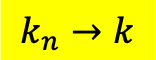 kₙ → k